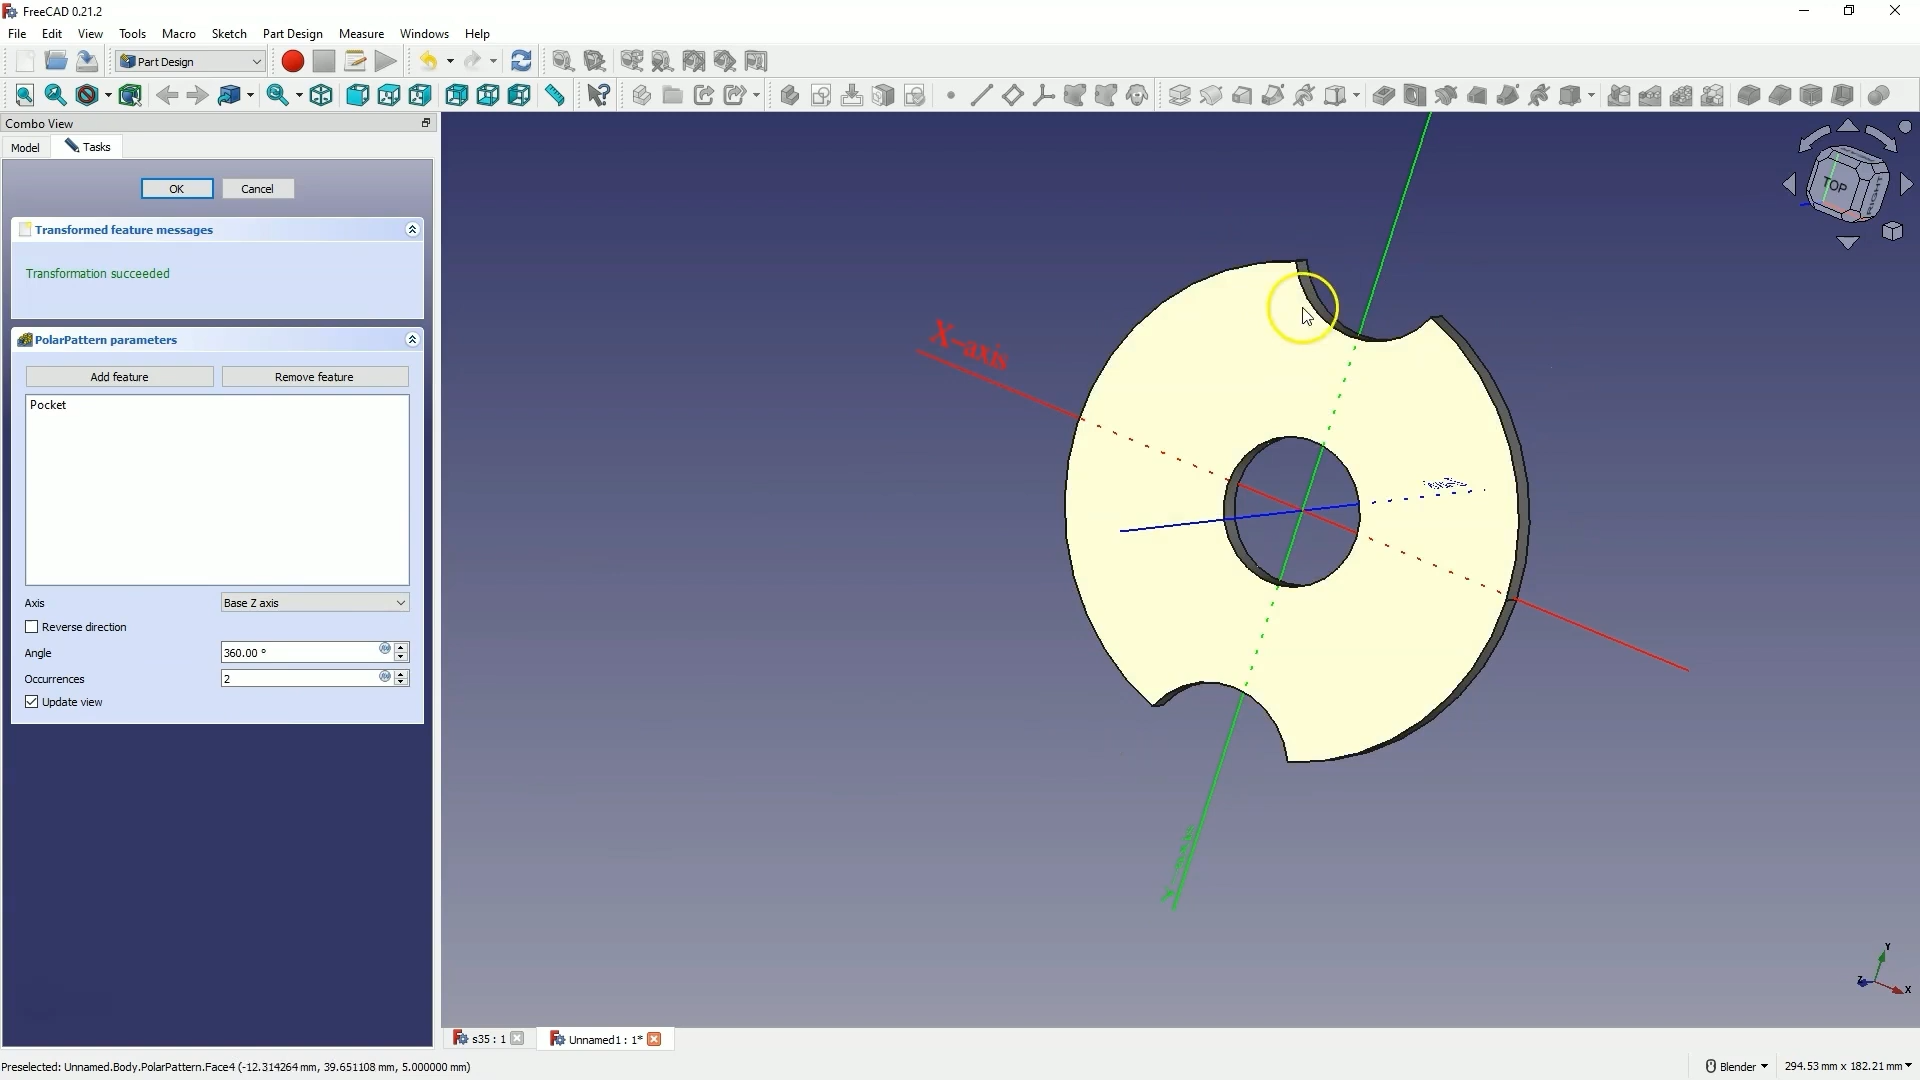 FreeCAD 0.21.2
File Edit View Tools Macro Sketch Part Design Measure Windows Help
Part Design
Combo View
Model Tasks
OK Cancel
Transformed feature messages
Transformation succeeded
PolarPattern parameters
Add feature Remove feature
Pocket
Axis Base Z axis
Reverse direction
Angle 360.00 °
Occurrences 2
Update view
X-axis
TOP
RIGHT
Y
Z
X
s35 : 1 Unnamed1 : 1*
Preselected: Unnamed.Body.PolarPattern.Face4 (-12.314264 mm, 39.651108 mm, 5.000000 mm) Blender 294.53 mm x 182.21 mm